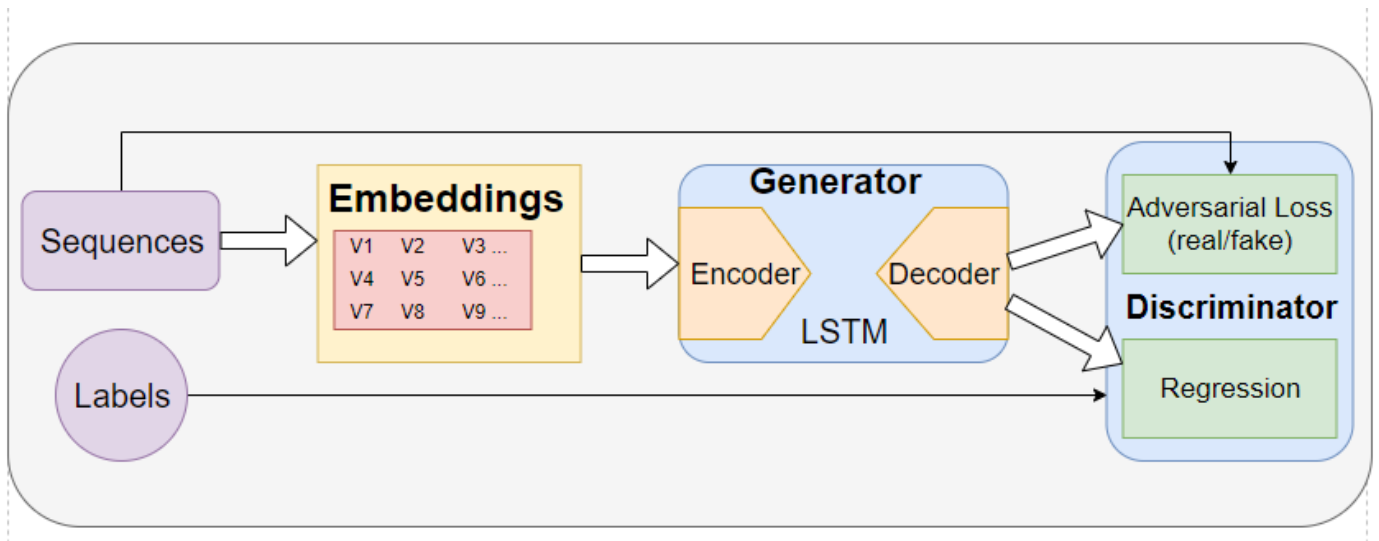 Sequences
Labels
Embeddings
V1 V2 V3 ...
V4 V5 V6 ...
V7 V8 V9 ...
Generator
Encoder
Decoder
LSTM
Adversarial Loss
(real/fake)
Discriminator
Regression